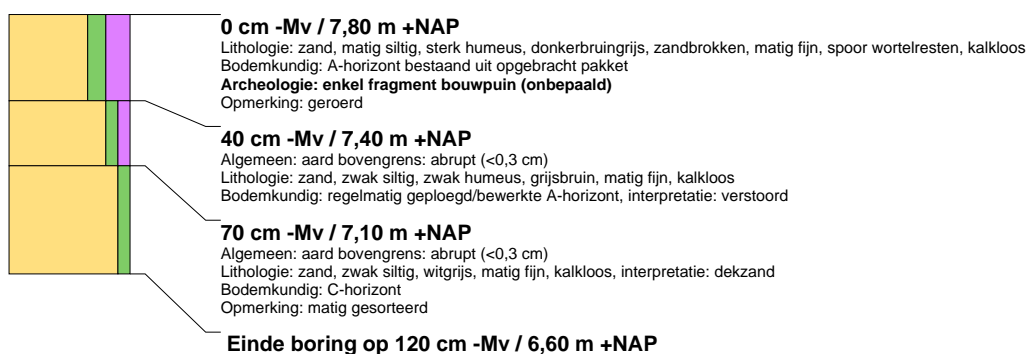 0 cm -Mv / 7,80 m +NAP
Lithologie: zand, matig siltig, sterk humeus, donkerbruingrijs, zandbrokken, matig fijn, spoor wortelresten, kalkloos
Bodemkundig: A-horizont bestaand uit opgebracht pakket
Archeologie: enkel fragment bouwpuin (onbepaald)
Opmerking: geroerd
40 cm -Mv / 7,40 m +NAP
Algemeen: aard bovengrens: abrupt (<0,3 cm)
Lithologie: zand, zwak siltig, zwak humeus, grijsbruin, matig fijn, kalkloos
Bodemkundig: regelmatig geploegd/bewerkte A-horizont, interpretatie: verstoord
70 cm -Mv / 7,10 m +NAP
Algemeen: aard bovengrens: abrupt (<0,3 cm)
Lithologie: zand, zwak siltig, witgrijs, matig fijn, kalkloos, interpretatie: dekzand
Bodemkundig: C-horizont
Opmerking: matig gesorteerd
Einde boring op 120 cm -Mv / 6,60 m +NAP